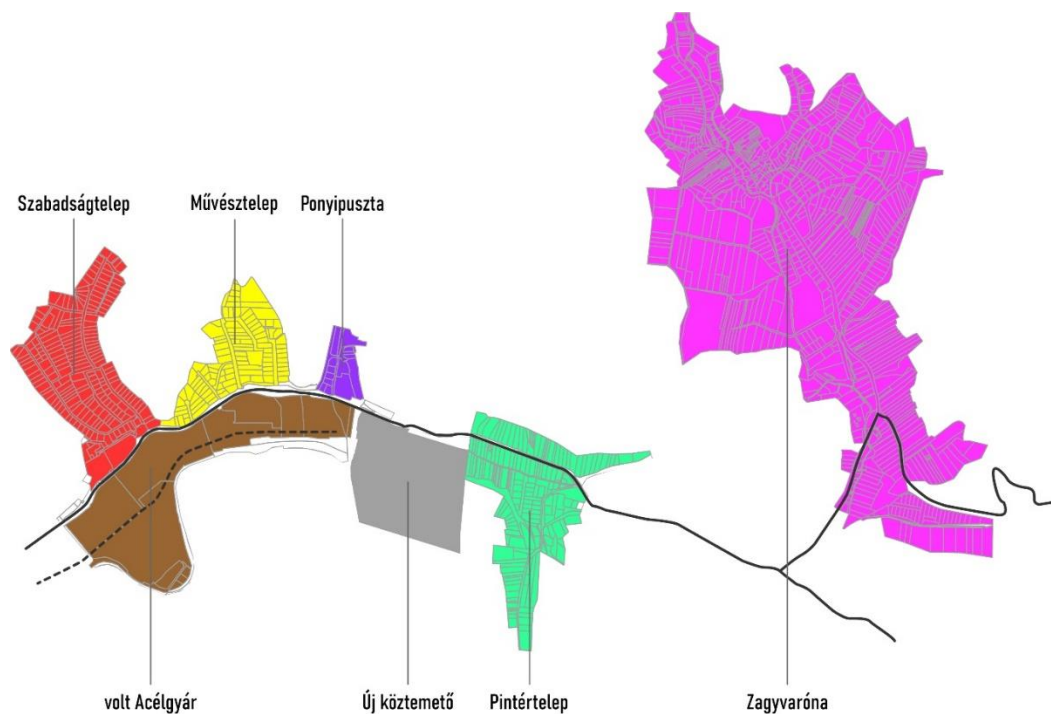 Szabadságtelep
Művésztelep
Ponyipuszta
volt Acélgyár
Új köztemető
Pintértelep
Zagyvaróna